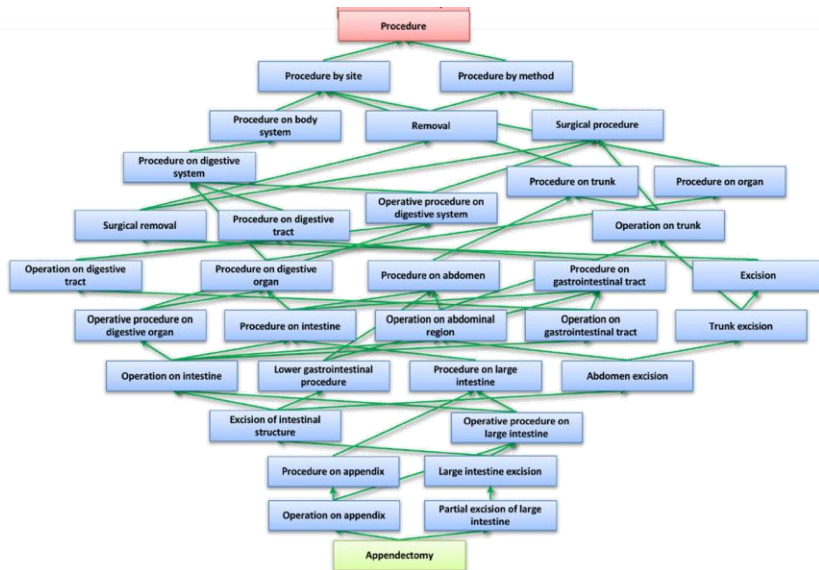 Procedure
Procedure by site
Procedure by method
Procedure on body
system
Removal
Surgical procedure
Procedure on digestive
system
Procedure on trunk
Procedure on organ
Operative procedure on
digestive system
Surgical removal
Procedure on digestive
tract
Operation on trunk
Operation on digestive
tract
Procedure on digestive
organ
Procedure on abdomen
Procedure on
gastrointestinal tract
Excision
Operative procedure on
digestive organ
Procedure on intestine
Operation on abdominal
region
Operation on
gastrointestinal tract
Trunk excision
Operation on intestine
Lower gastrointestinal
procedure
Procedure on large
intestine
Abdomen excision
Excision of intestinal
structure
Operative procedure on
large intestine
Procedure on appendix
Large intestine excision
Operation on appendix
Partial excision of large
intestine
Appendectomy